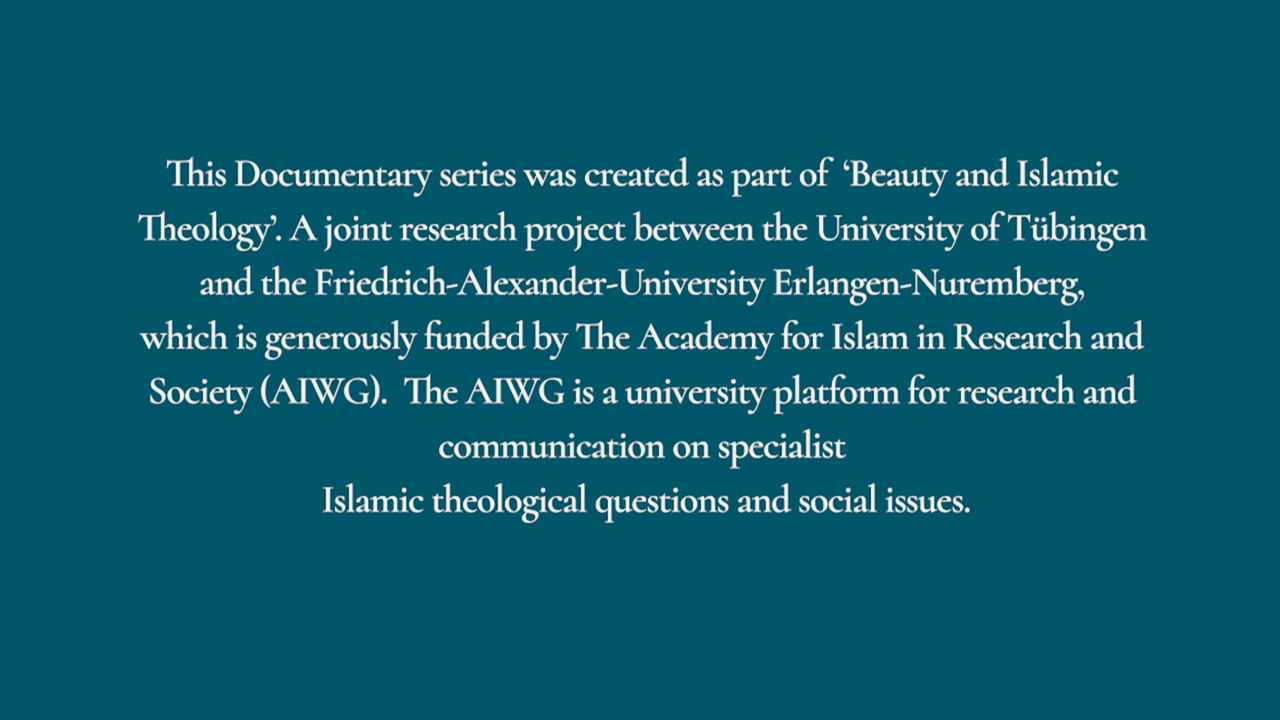 This Documentary series was created as part of ‘Beauty and Islamic
Theology’. A joint research project between the University of Tübingen
and the Friedrich-Alexander-University Erlangen-Nuremberg,
which is generously funded by The Academy for Islam in Research and
Society (AIWG).  The AIWG is a university platform for research and
communication on specialist
Islamic theological questions and social issues.